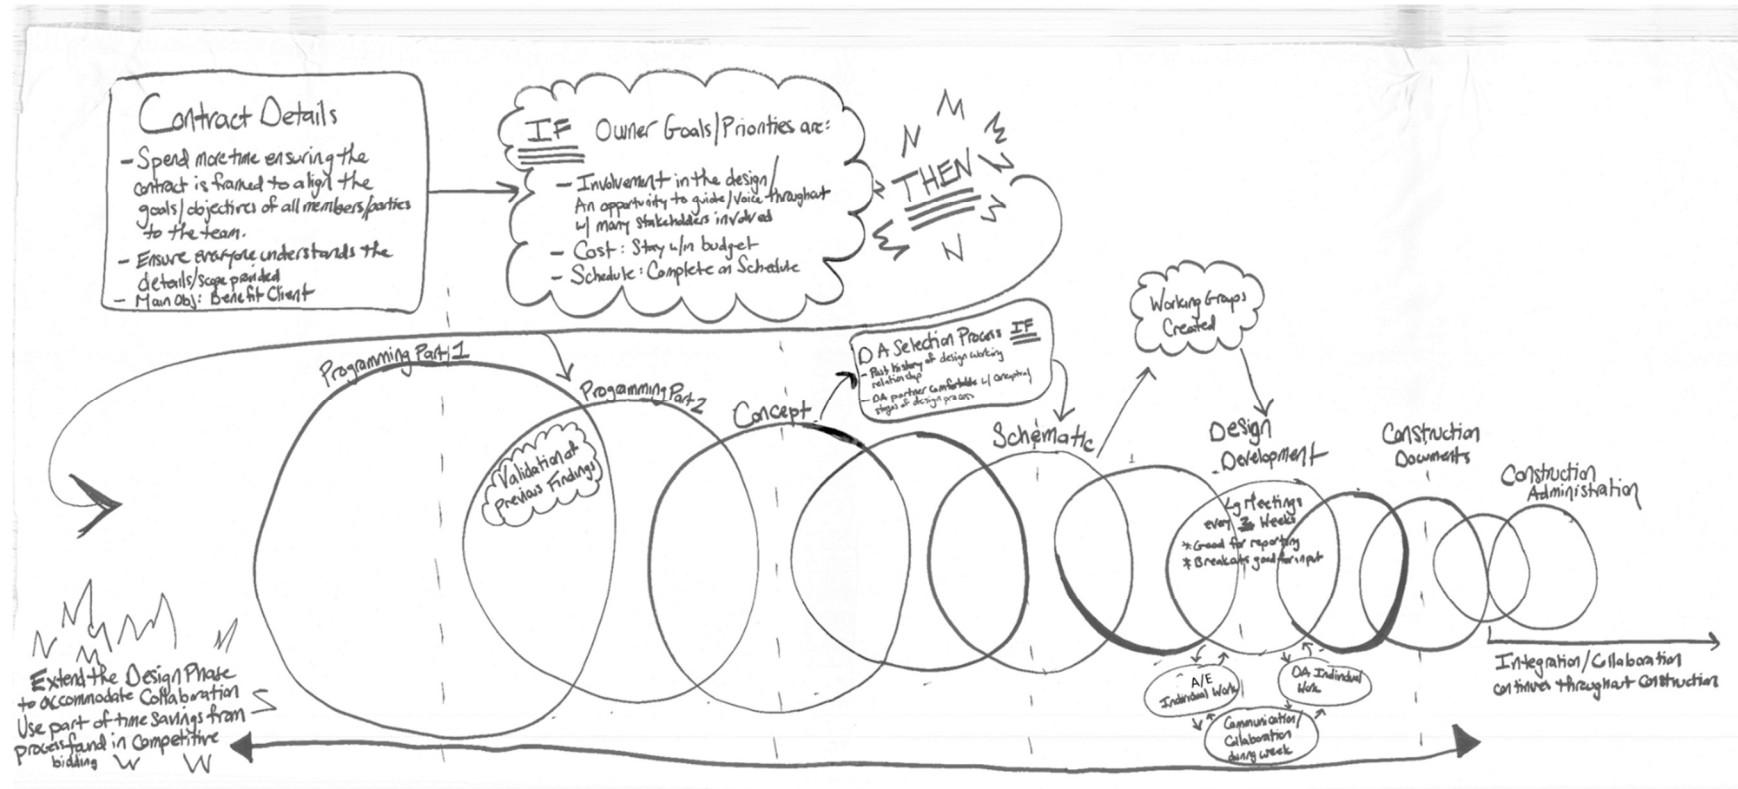 Contract Details
- Spend more time ensuring the
contract is framed to align the
goals/objectives of all members/parties
to the team.
- Ensure everyone understands the
details/scope provided
- Main Obj: Benefit Client
IF Owner Goals/Priorities are:
- Involvement in the design/
An opportunity to guide/voice throughout
w/ many stakeholders involved
- Cost: Stay w/in budget
- Schedule: Complete on Schedule
THEN
Programming Part 1
Programming Part 2
Validation of
Previous Findings
Concept
DA Selection Process IF
- Past history of design working
relationship
- DA partner comfortable w/ conceptual
stages of design process
Schematic
Working Groups
Created
Design
Development
Lg Meetings
every Weeks
* Good for reporting
* Breakouts good for input
Construction
Documents
Construction
Administration
A/E
Individual Work
DA Individual
Work
Communication/
Collaboration
during week
Integration/Collaboration
continues throughout construction
Extend the Design Phase
to accommodate Collaboration
Use part of time savings from
process found in Competitive
bidding